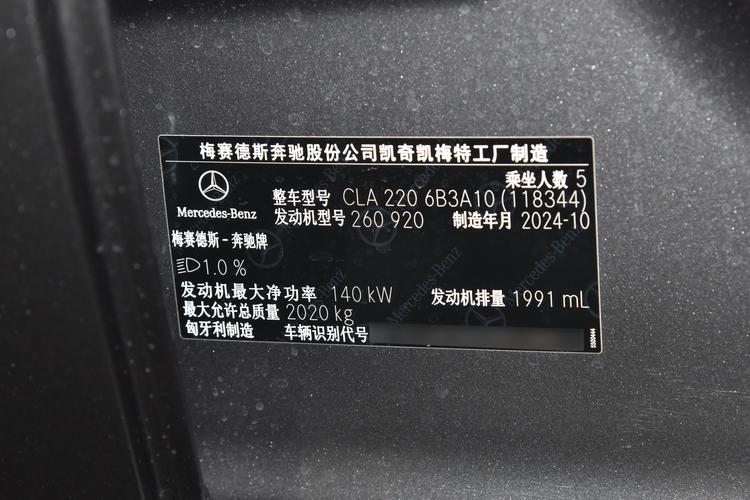 梅赛德斯奔驰股份公司凯奇凯梅特工厂制造
乘坐人数 5
整车型号 CLA 220 6B3A10 (118344)
Mercedes-Benz
发动机型号 260 920 制造年月 2024-10
梅赛德斯-奔驰牌
1.0 %
发动机最大净功率 140 kW 发动机排量 1991 mL
最大允许总质量 2020 kg
匈牙利制造 车辆识别代号
Mercedes-Benz
Mercedes-Benz